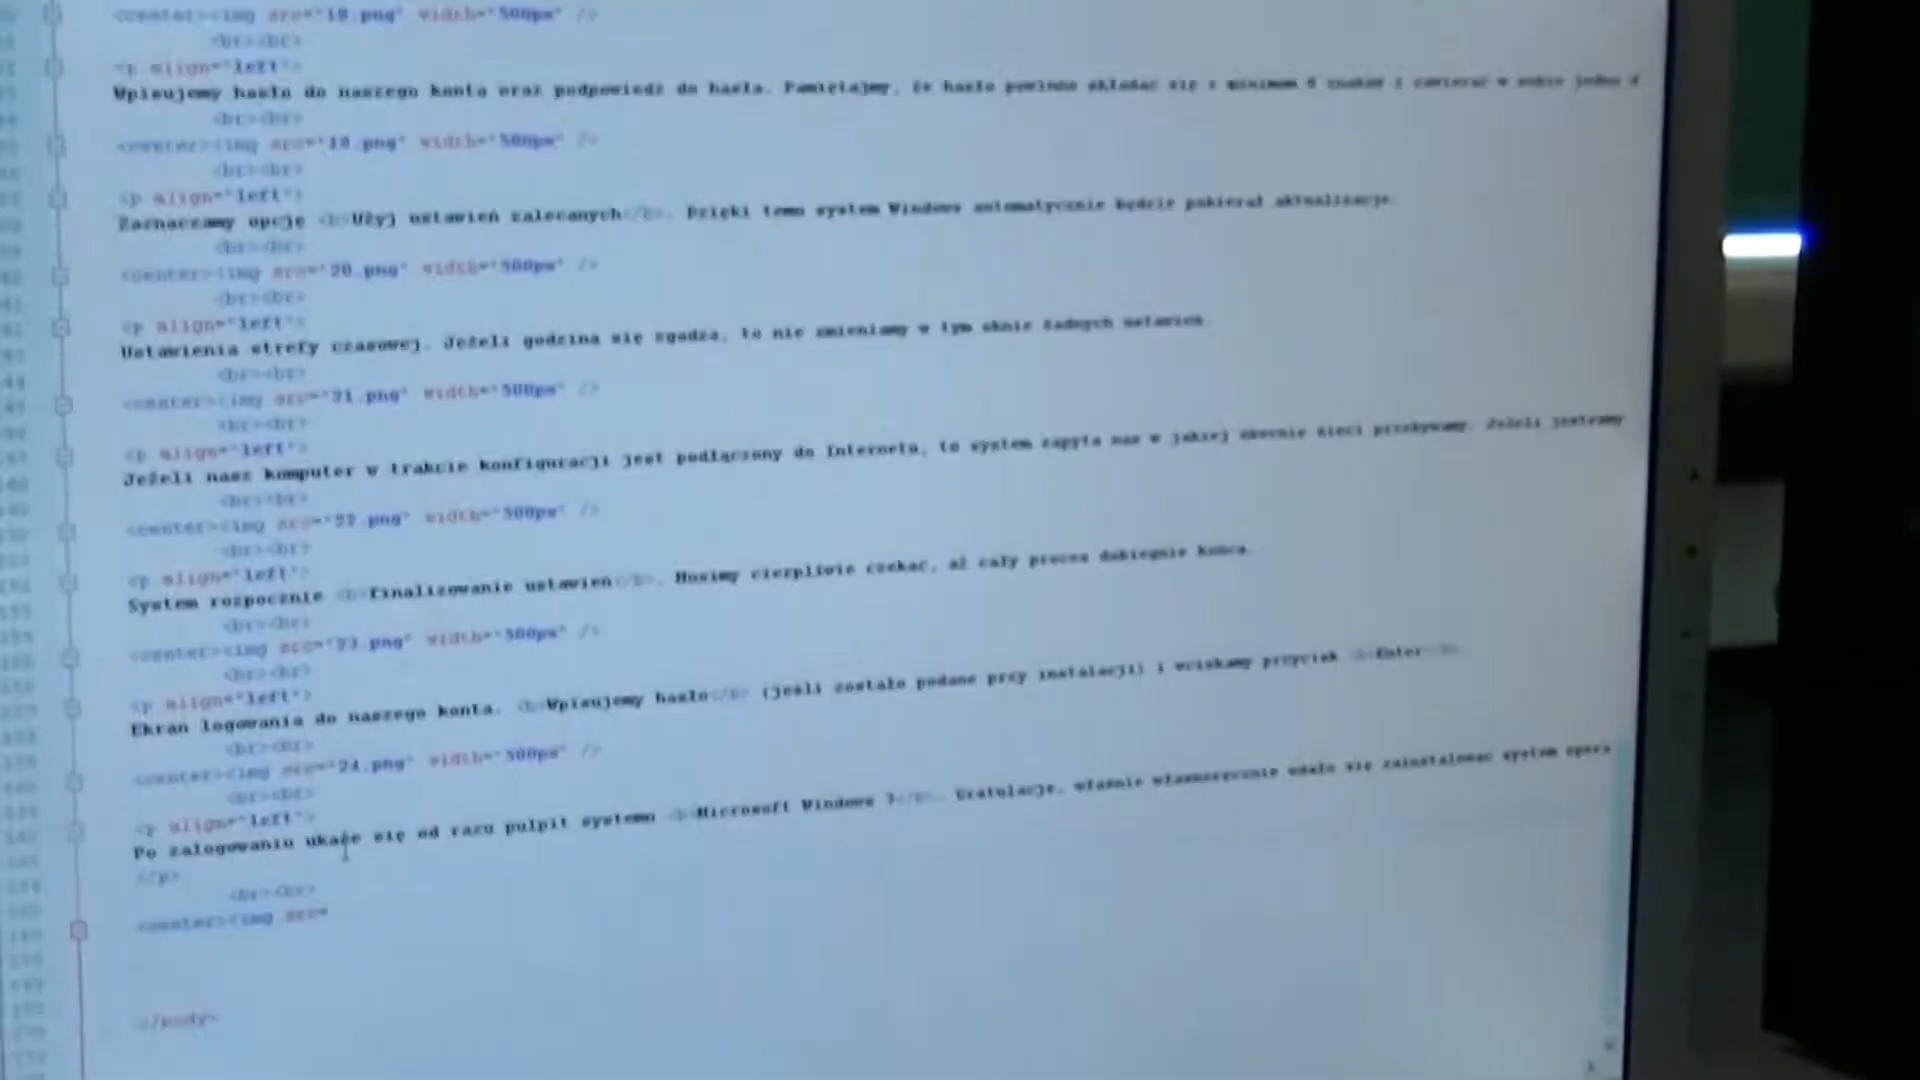 <center><img src="18.png" width="500px" />
<br><br>
<p align="left">
Wpisujemy hasło do naszego konta oraz podpowiedź do hasła. Pamiętajmy, że hasło powinno składać się z minimum 6 znaków i zawierać w sobie jedną
<br><br>
<center><img src="19.png" width="500px" />
<br><br>
<p align="left">
Zaznaczamy opcję <b>Użyj ustawień zalecanych</b>. Dzięki temu system Windows automatycznie będzie pobierał aktualizacje.
<br><br>
<center><img src="20.png" width="500px" />
<br><br>
<p align="left">
Ustawienia strefy czasowej. Jeżeli godzina się zgadza, to nie zmieniamy w tym oknie żadnych ustawień.
<br><br>
<center><img src="21.png" width="500px" />
<br><br>
<p align="left">
Jeżeli nasz komputer w trakcie konfiguracji jest podłączony do Internetu, to system zapyta nas w jakiej obecnie sieci przebywamy. Jeżeli jesteśmy
<br><br>
<center><img src="22.png" width="500px" />
<br><br>
<p align="left">
System rozpocznie <b>finalizowanie ustawień</b>. Musimy cierpliwie czekać, aż cały proces dobiegnie końca.
<br><br>
<center><img src="23.png" width="500px" />
<br><br>
<p align="left">
Ekran logowania do naszego konta. <b>Wpisujemy hasło</b> (jeśli zostało podane przy instalacji) i wciskamy przycisk <b>Enter</b>.
<br><br>
<center><img src="24.png" width="500px" />
<br><br>
<p align="left">
Po zalogowaniu ukaże się od razu pulpit systemu <b>Microsoft Windows 7</b>. Gratulacje, właśnie własnoręcznie udało się zainstalować system opera
</p>
<br><br>
<center><img src="
</body>